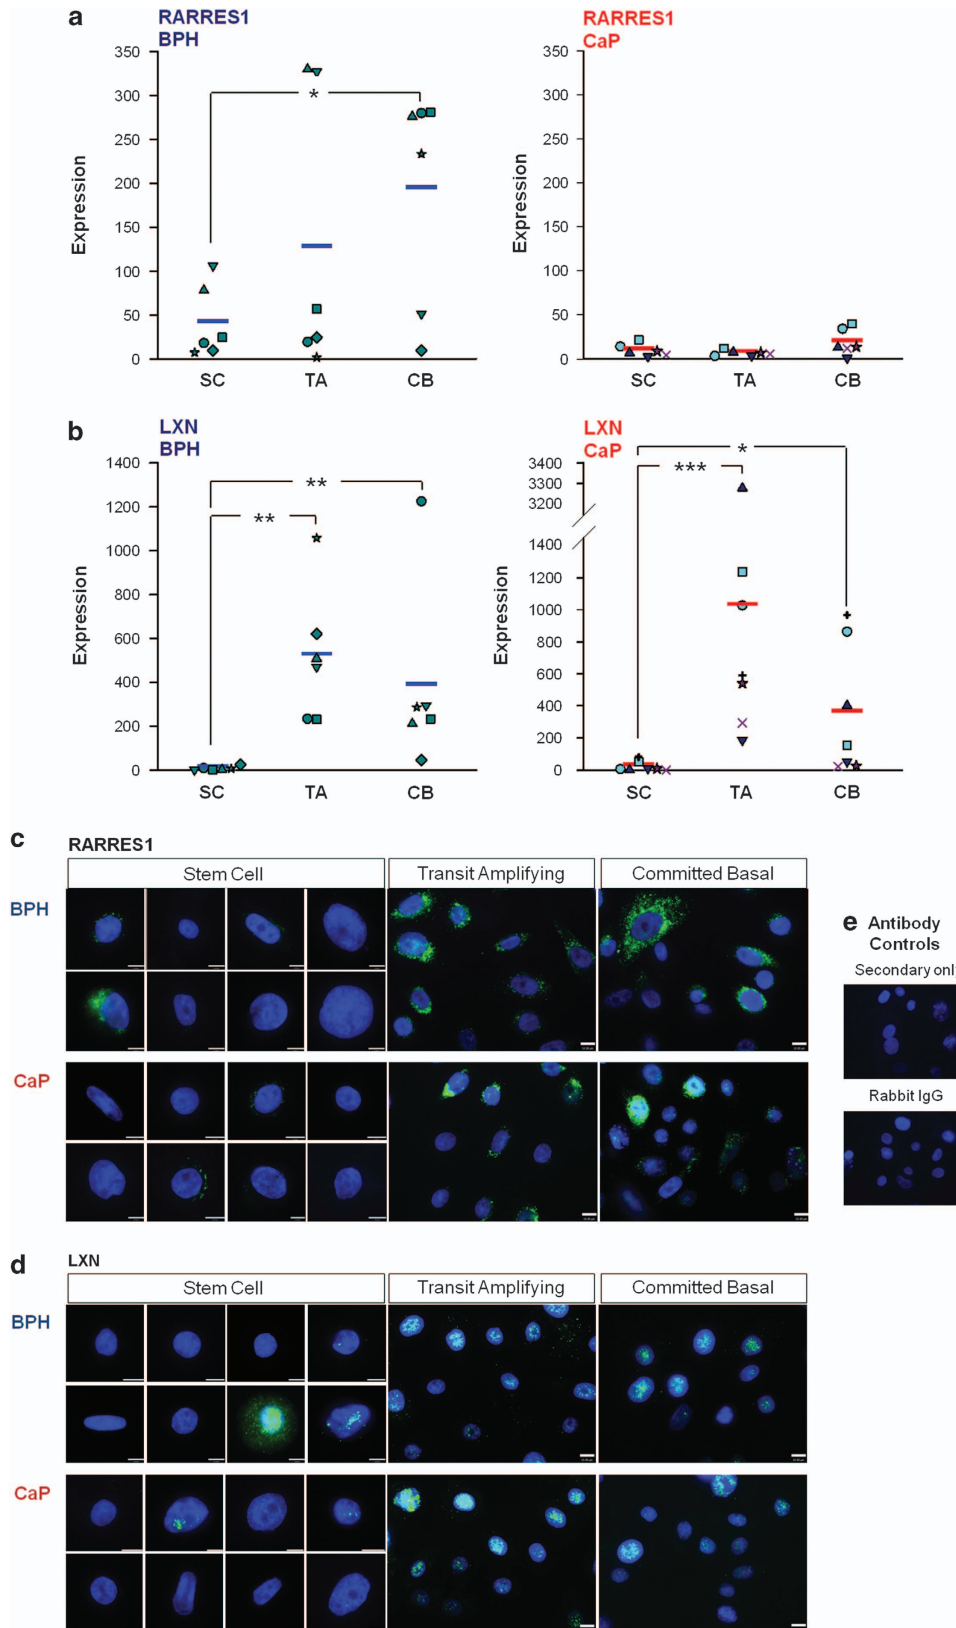 a
RARRES1
BPH
RARRES1
CaP
350
300
250
200
150
100
50
0
Expression
*
SC
TA
CB
350
300
250
200
150
100
50
0
Expression
SC
TA
CB
b
LXN
BPH
LXN
CaP
1400
1200
1000
800
600
400
200
0
Expression
**
**
SC
TA
CB
3400
3300
3200
1400
1200
1000
800
600
400
200
0
Expression
*
***
SC
TA
CB
c
RARRES1
Stem Cell
Transit Amplifying
Committed Basal
BPH
CaP
e
Antibody
Controls
Secondary only
Rabbit IgG
d
LXN
Stem Cell
Transit Amplifying
Committed Basal
BPH
CaP